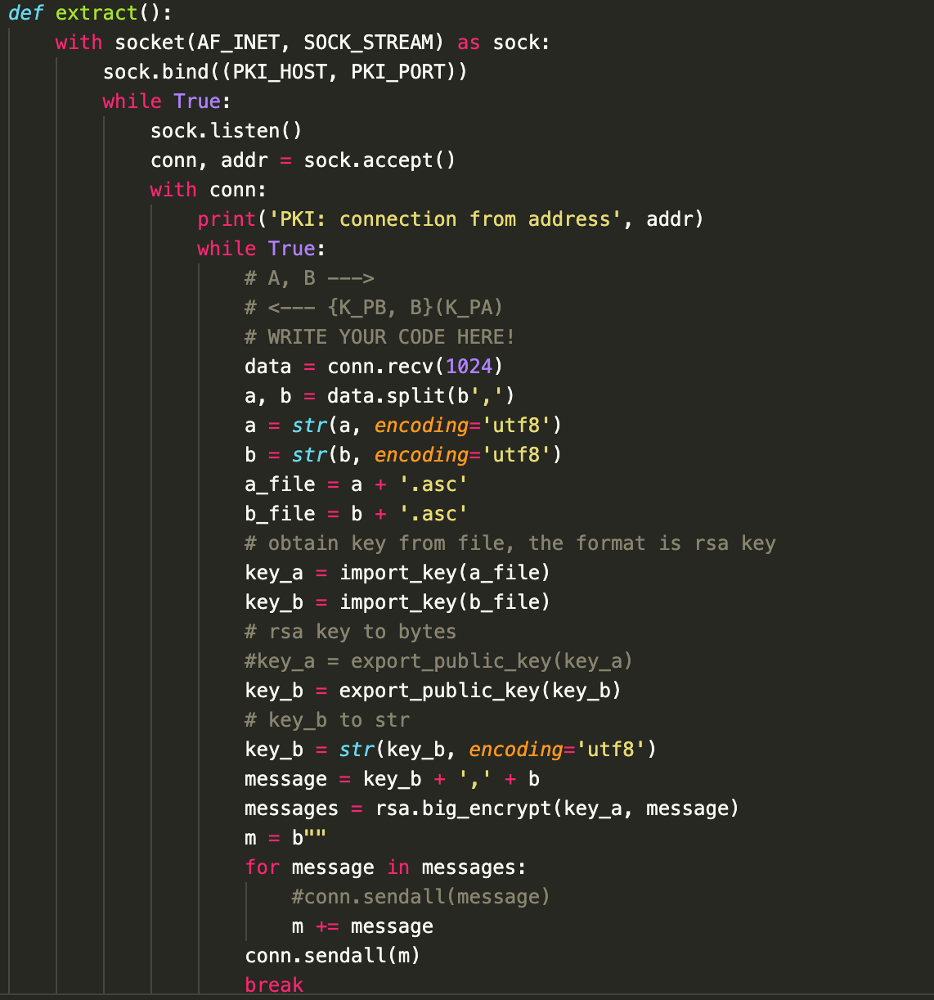 def extract():
    with socket(AF_INET, SOCK_STREAM) as sock:
        sock.bind((PKI_HOST, PKI_PORT))
        while True:
            sock.listen()
            conn, addr = sock.accept()
            with conn:
                print('PKI: connection from address', addr)
                while True:
                    # A, B --->
                    # <--- {K_PB, B}(K_PA)
                    # WRITE YOUR CODE HERE!
                    data = conn.recv(1024)
                    a, b = data.split(b',')
                    a = str(a, encoding='utf8')
                    b = str(b, encoding='utf8')
                    a_file = a + '.asc'
                    b_file = b + '.asc'
                    # obtain key from file, the format is rsa key
                    key_a = import_key(a_file)
                    key_b = import_key(b_file)
                    # rsa key to bytes
                    #key_a = export_public_key(key_a)
                    key_b = export_public_key(key_b)
                    # key_b to str
                    key_b = str(key_b, encoding='utf8')
                    message = key_b + ',' + b
                    messages = rsa.big_encrypt(key_a, message)
                    m = b""
                    for message in messages:
                        #conn.sendall(message)
                        m += message
                    conn.sendall(m)
                    break